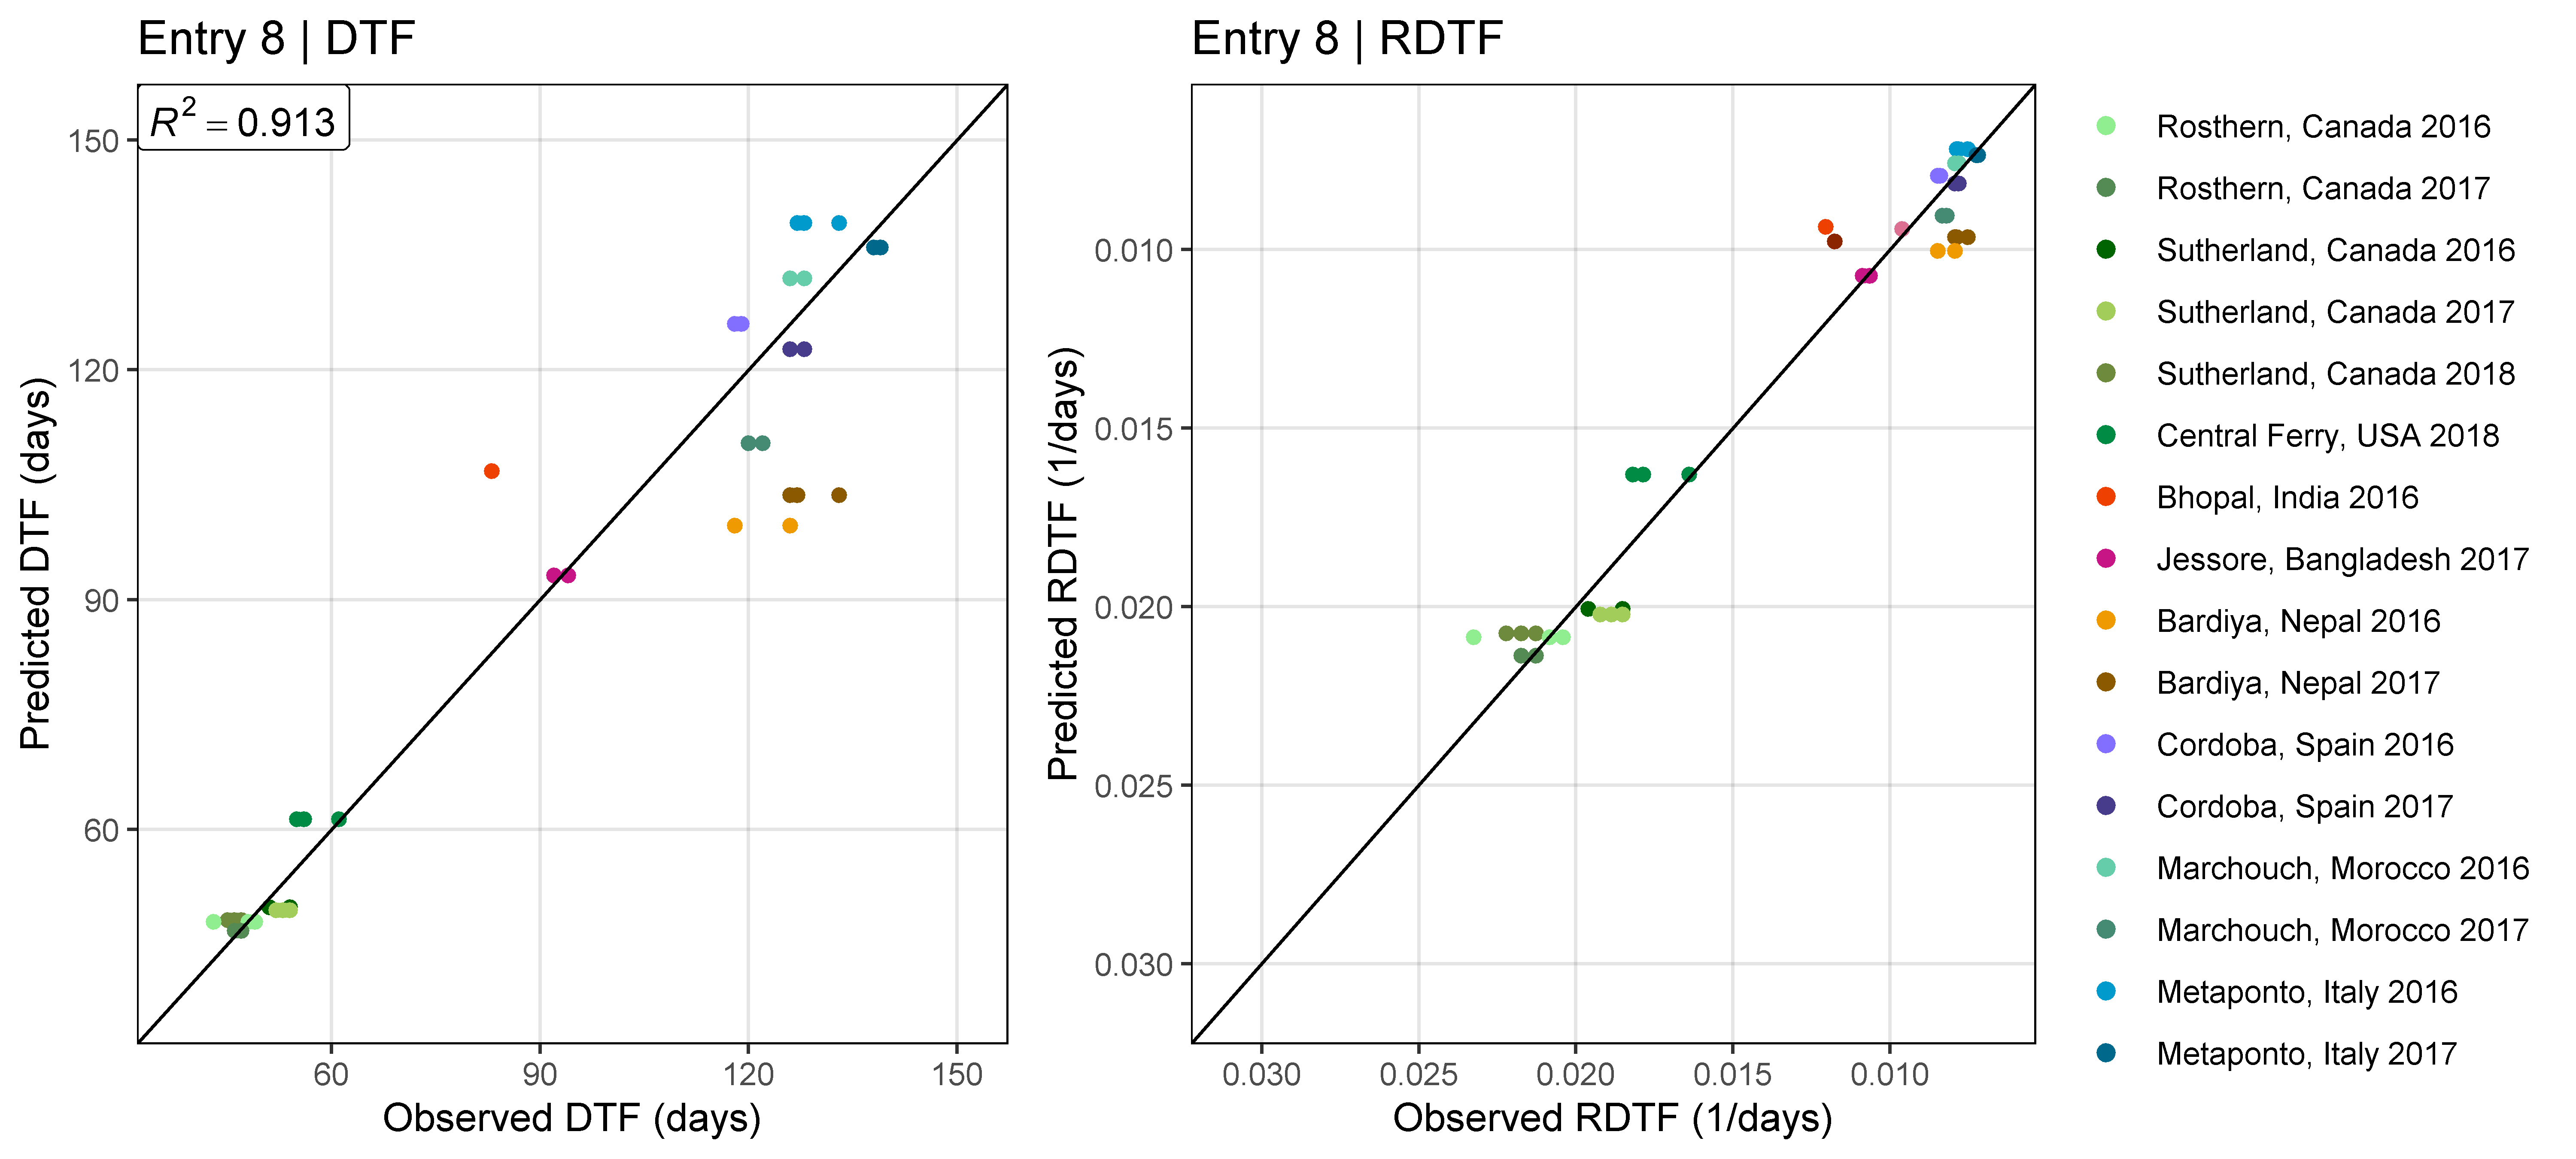 Entry 8 | DTF
R² = 0.913
150
120
90
60
Predicted DTF (days)
60 90 120 150
Observed DTF (days)
Entry 8 | RDTF
0.010
0.015
0.020
0.025
0.030
Predicted RDTF (1/days)
0.030 0.025 0.020 0.015 0.010
Observed RDTF (1/days)
Rosthern, Canada 2016
Rosthern, Canada 2017
Sutherland, Canada 2016
Sutherland, Canada 2017
Sutherland, Canada 2018
Central Ferry, USA 2018
Bhopal, India 2016
Jessore, Bangladesh 2017
Bardiya, Nepal 2016
Bardiya, Nepal 2017
Cordoba, Spain 2016
Cordoba, Spain 2017
Marchouch, Morocco 2016
Marchouch, Morocco 2017
Metaponto, Italy 2016
Metaponto, Italy 2017